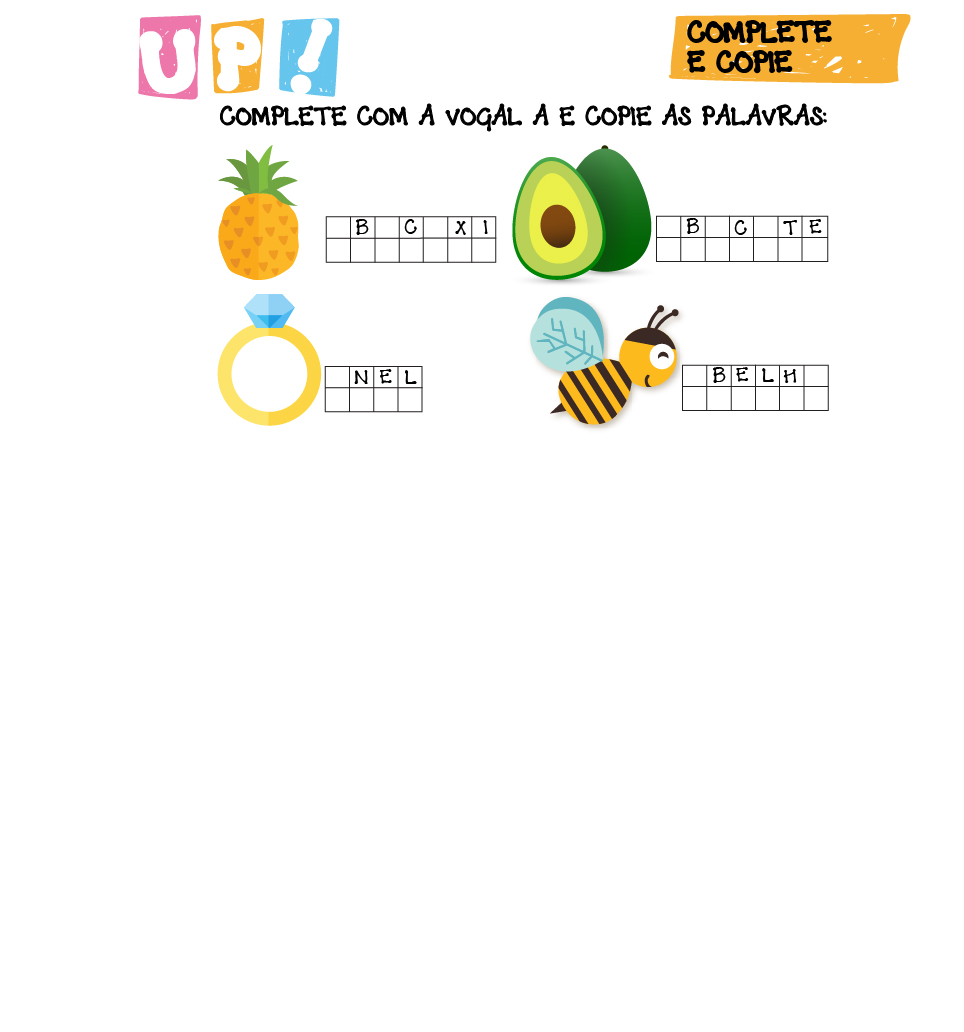 UP!
COMPLETE
E COPIE
COMPLETE COM A VOGAL A E COPIE AS PALAVRAS:
B C X I
B C T E
N E L
B E L H